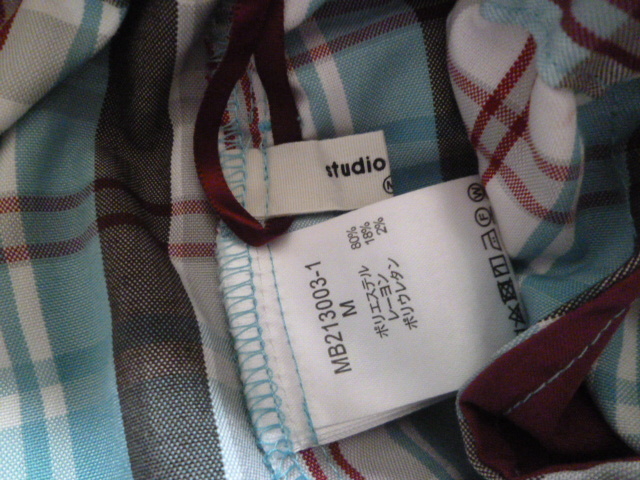 studio
M
MB213003-1
M
ポリエステル 80%
レーヨン 18%
ポリウレタン 2%